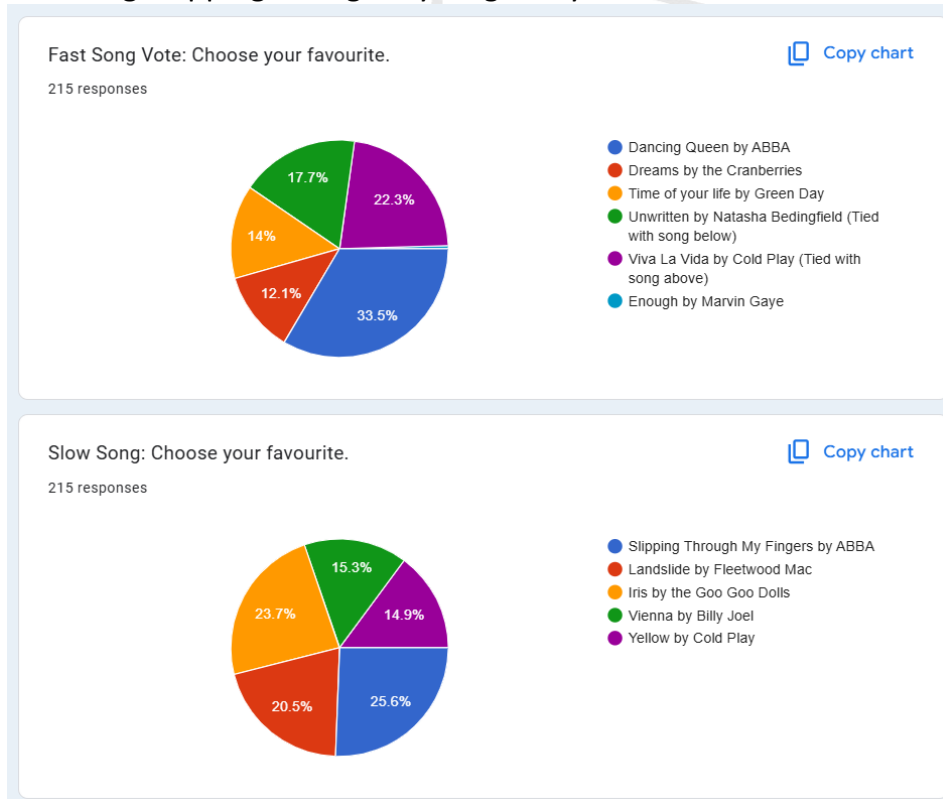 Fast Song Vote: Choose your favourite.
Copy chart
215 responses
17.7%
22.3%
14%
12.1%
33.5%
Dancing Queen by ABBA
Dreams by the Cranberries
Time of your life by Green Day
Unwritten by Natasha Bedingfield (Tied
with song below)
Viva La Vida by Cold Play (Tied with
song above)
Enough by Marvin Gaye
Slow Song: Choose your favourite.
Copy chart
215 responses
15.3%
23.7%
14.9%
20.5%
25.6%
Slipping Through My Fingers by ABBA
Landslide by Fleetwood Mac
Iris by the Goo Goo Dolls
Vienna by Billy Joel
Yellow by Cold Play